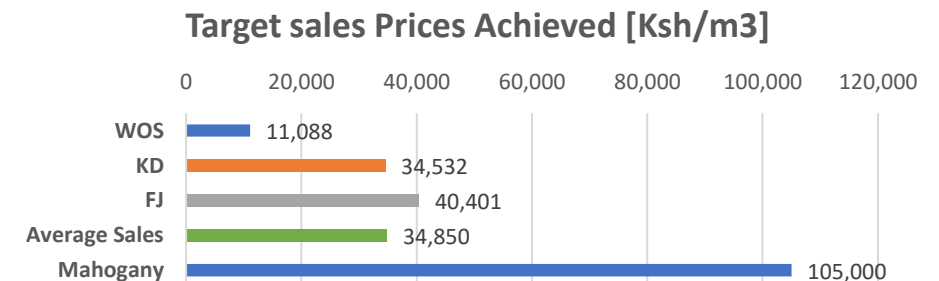 Target sales Prices Achieved [Ksh/m3]
0 20,000 40,000 60,000 80,000 100,000 120,000
WOS 11,088
KD 34,532
FJ 40,401
Average Sales 34,850
Mahogany 105,000